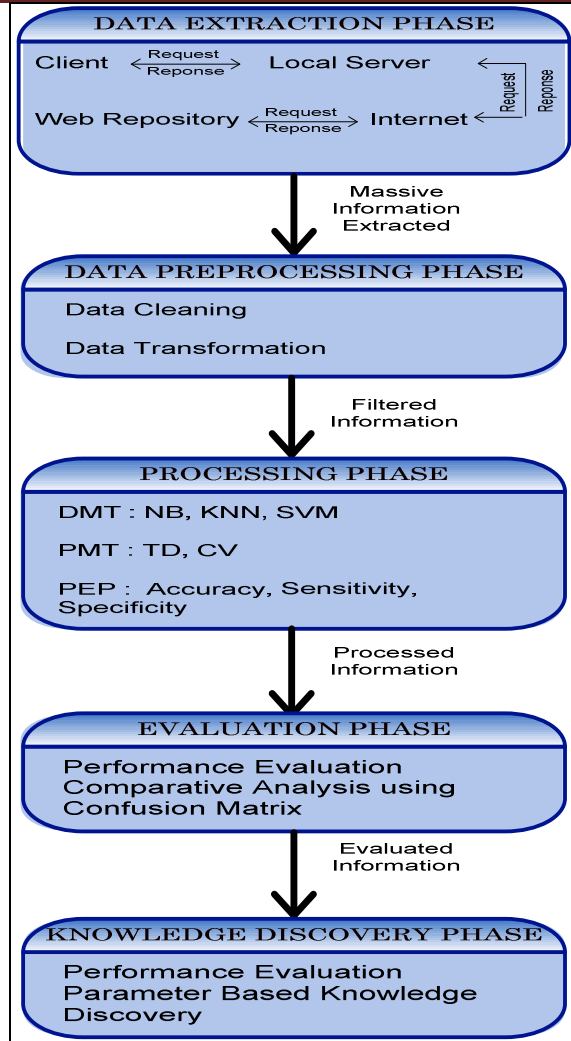 DATA EXTRACTION PHASE
Client Request Local Server
Reponse
Request
Reponse
Web Repository Request Internet
Reponse
Massive
Information
Extracted
DATA PREPROCESSING PHASE
Data Cleaning
Data Transformation
Filtered
Information
PROCESSING PHASE
DMT : NB, KNN, SVM
PMT : TD, CV
PEP : Accuracy, Sensitivity,
Specificity
Processed
Information
EVALUATION PHASE
Performance Evaluation
Comparative Analysis using
Confusion Matrix
Evaluated
Information
KNOWLEDGE DISCOVERY PHASE
Performance Evaluation
Parameter Based Knowledge
Discovery